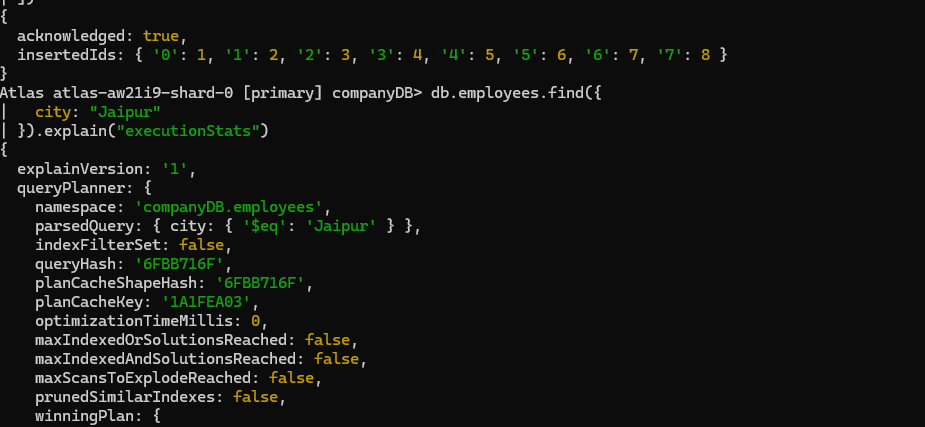 {
  acknowledged: true,
  insertedIds: { '0': 1, '1': 2, '2': 3, '3': 4, '4': 5, '5': 6, '6': 7, '7': 8 }
}
Atlas atlas-aw21i9-shard-0 [primary] companyDB> db.employees.find({
|   city: "Jaipur"
| }).explain("executionStats")
{
  explainVersion: '1',
  queryPlanner: {
    namespace: 'companyDB.employees',
    parsedQuery: { city: { '$eq': 'Jaipur' } },
    indexFilterSet: false,
    queryHash: '6FBB716F',
    planCacheShapeHash: '6FBB716F',
    planCacheKey: '1A1FEA03',
    optimizationTimeMillis: 0,
    maxIndexedOrSolutionsReached: false,
    maxIndexedAndSolutionsReached: false,
    maxScansToExplodeReached: false,
    prunedSimilarIndexes: false,
    winningPlan: {